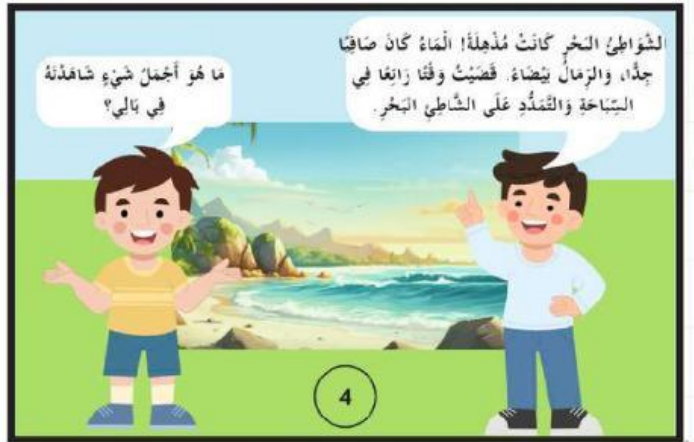 الشَّوَاطِئُ البَحْرِ كَانَتْ مُذْهِلَةً! الْمَاءُ كَانَ صَافِيًا
جِدًّا، وَالرِّمَالُ بَيْضَاءُ. قَضَيْتُ وَقْتًا رَائِعًا فِي
السِّبَاحَةِ وَالتَّمَدُّدِ عَلَى الشَّاطِئِ البَحْرِ.
مَا هُوَ أَجْمَلُ شَيْءٍ شَاهَدْتَهُ
فِي بَالِي؟
4